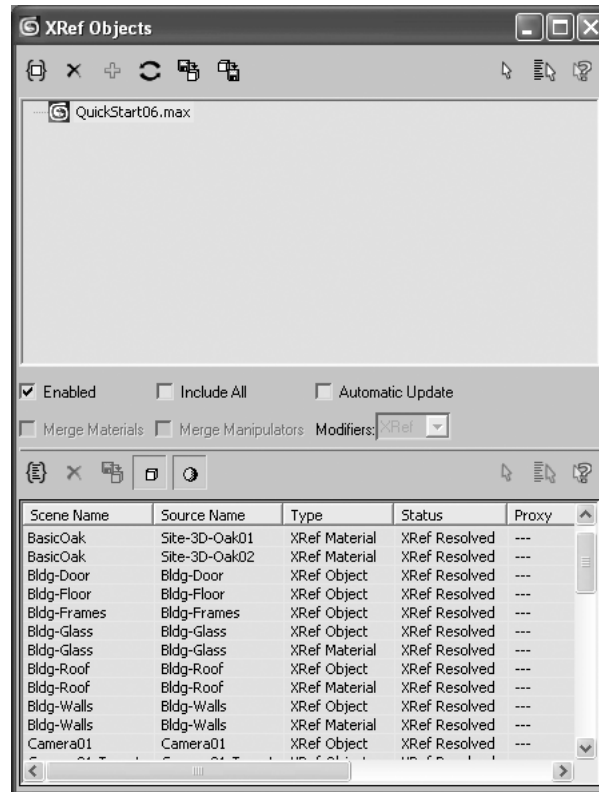 XRef Objects
QuickStart06.max
Enabled Include All Automatic Update
Merge Materials Merge Manipulators Modifiers: XRef
Scene Name Source Name Type Status Proxy
BasicOak Site-3D-Oak01 XRef Material XRef Resolved ---
BasicOak Site-3D-Oak02 XRef Material XRef Resolved ---
Bldg-Door Bldg-Door XRef Object XRef Resolved ---
Bldg-Floor Bldg-Floor XRef Object XRef Resolved ---
Bldg-Frames Bldg-Frames XRef Object XRef Resolved ---
Bldg-Glass Bldg-Glass XRef Object XRef Resolved ---
Bldg-Glass Bldg-Glass XRef Material XRef Resolved ---
Bldg-Roof Bldg-Roof XRef Object XRef Resolved ---
Bldg-Roof Bldg-Roof XRef Material XRef Resolved ---
Bldg-Walls Bldg-Walls XRef Object XRef Resolved ---
Bldg-Walls Bldg-Walls XRef Material XRef Resolved ---
Camera01 Camera01 XRef Object XRef Resolved ---